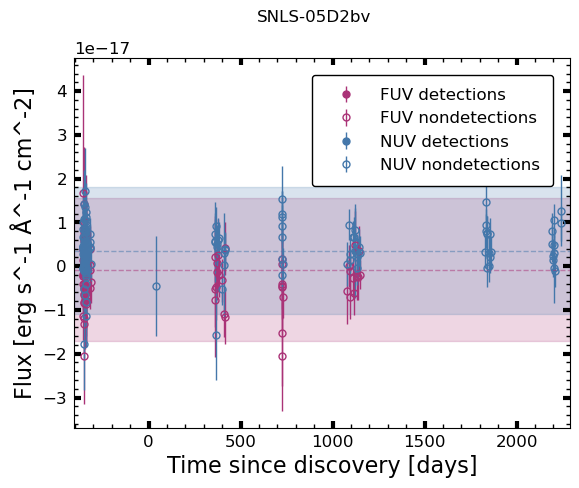 SNLS-05D2bv
1e−17
FUV detections
FUV nondetections
NUV detections
NUV nondetections
4
3
2
1
0
−1
−2
−3
Flux [erg s^-1 Å^-1 cm^-2]
0
500
1000
1500
2000
Time since discovery [days]